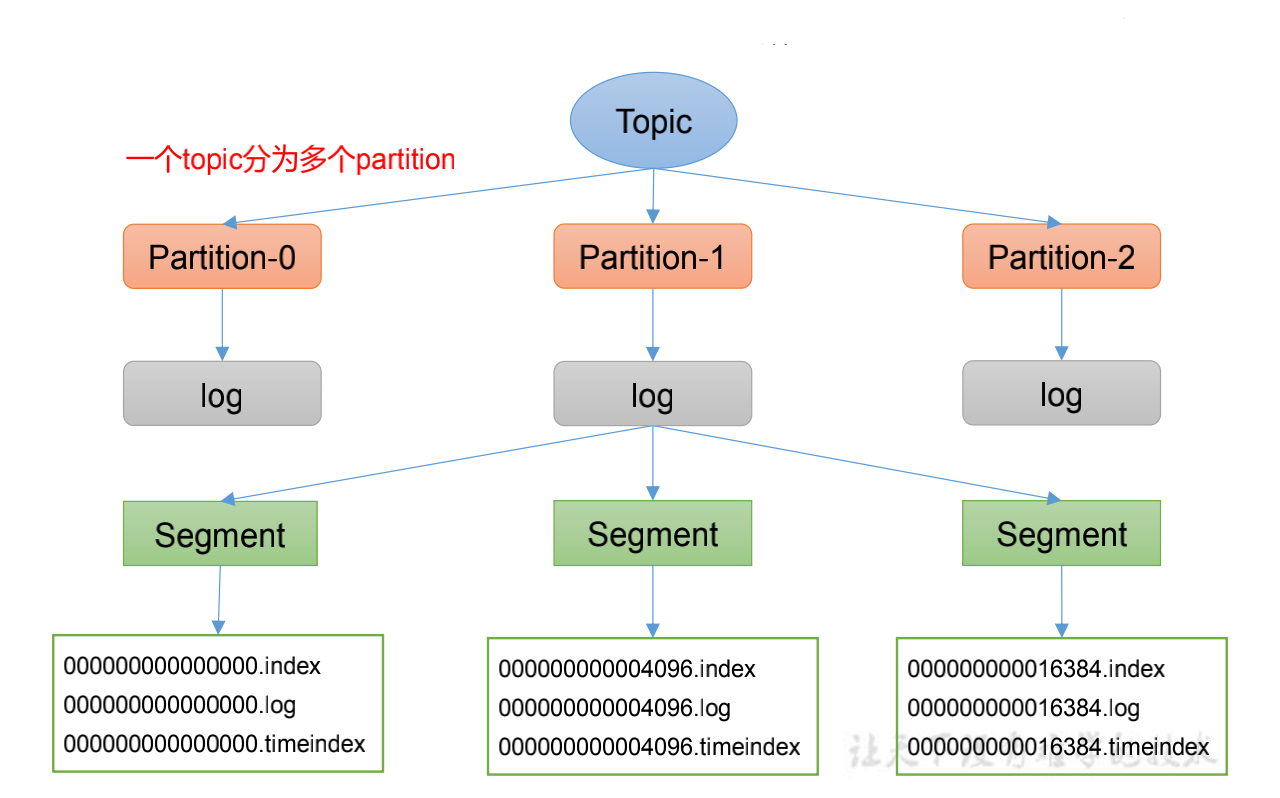 Topic
一个topic分为多个partition
Partition-0
Partition-1
Partition-2
log
log
log
Segment
Segment
Segment
000000000000000.index
000000000000000.log
000000000000000.timeindex
000000000004096.index
000000000004096.log
000000000004096.timeindex
000000000016384.index
000000000016384.log
000000000016384.timeindex
让天下没有难学的技术